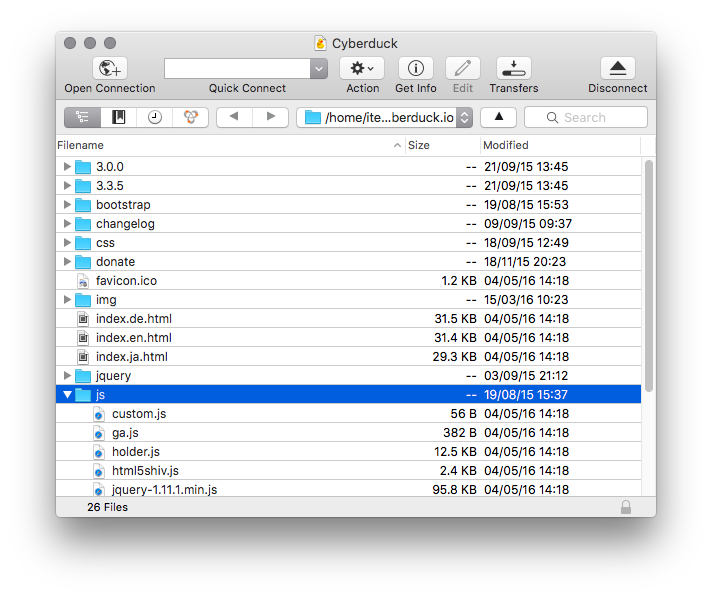 Cyberduck
Open Connection Quick Connect Action Get Info Edit Transfers Disconnect
/home/ite...berduck.io Search
Filename Size Modified
3.0.0 -- 21/09/15 13:45
3.3.5 -- 21/09/15 13:45
bootstrap -- 19/08/15 15:53
changelog -- 09/09/15 09:37
css -- 18/09/15 12:49
donate -- 18/11/15 20:23
favicon.ico 1.2 KB 04/05/16 14:18
img -- 15/03/16 10:23
index.de.html 31.5 KB 04/05/16 14:18
index.en.html 31.4 KB 04/05/16 14:18
index.ja.html 29.3 KB 04/05/16 14:18
jquery -- 03/09/15 21:12
js -- 19/08/15 15:37
custom.js 56 B 04/05/16 14:18
ga.js 382 B 04/05/16 14:18
holder.js 12.5 KB 04/05/16 14:18
html5shiv.js 2.4 KB 04/05/16 14:18
jquery-1.11.1.min.js 95.8 KB 04/05/16 14:18
26 Files